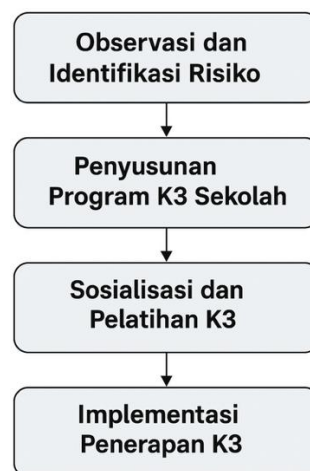 Observasi dan
Identifikasi Risiko
Penyusunan
Program K3 Sekolah
Sosialisasi dan
Pelatihan K3
Implementasi
Penerapan K3